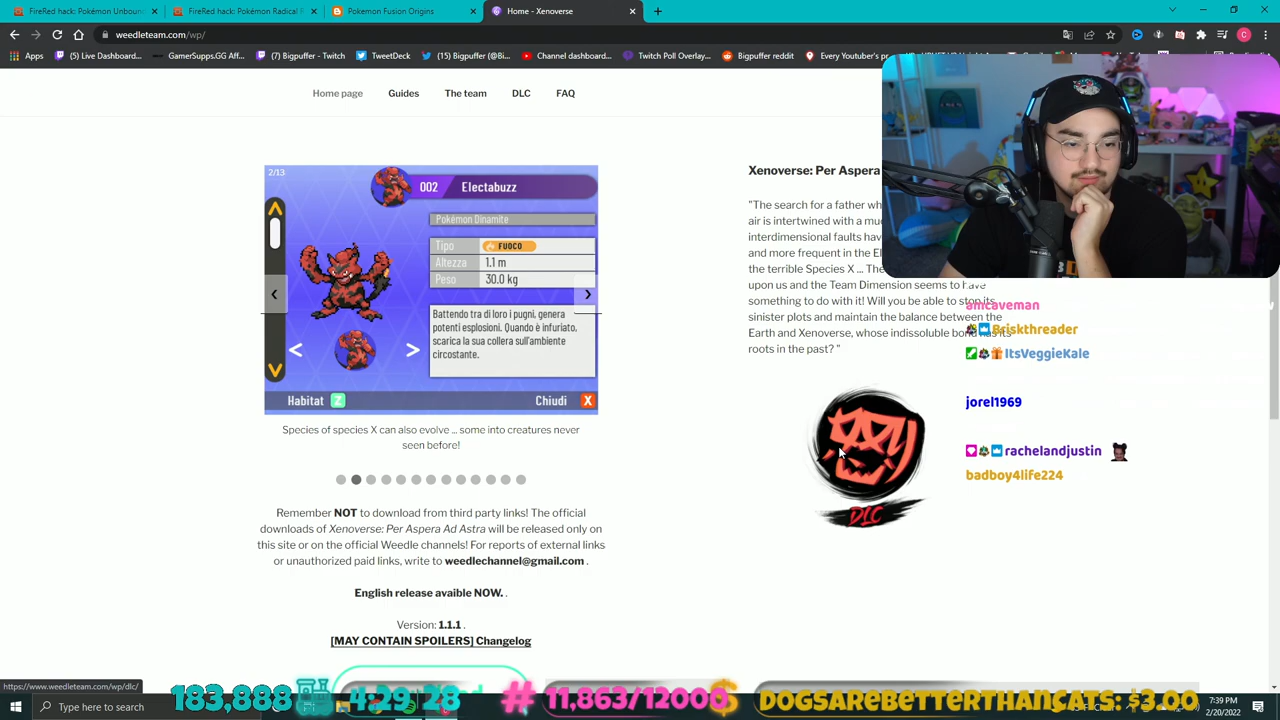 FireRed hack: Pokémon Unboun
FireRed hack: Pokémon Radical R
Pokemon Fusion Origins
Home – Xenoverse
weedleteam.com/wp/
Apps
(5) Live Dashboard...
GamerSupps.GG Aff...
(7) Bigpuffer - Twitch
TweetDeck
(15) Bigpuffer (@Bi...
Channel dashboard...
Twitch Poll Overlay...
Bigpuffer reddit
Every Youtube's pr...
Home page
Guides
The team
DLC
FAQ
2/13
002 Electabuzz
Pokémon Dinamite
Tipo FUOCO
Altezza 1.1 m
Peso 30.0 kg
Battendo tra di loro i pugni, genera
potenti esplosioni. Quando è infuriato,
scarica la sua collera sull'ambiente
circostante.
Habitat Z
Chiudi X
Species of species X can also evolve ... some into creatures never
seen before!
Remember NOT to download from third party links! The official
downloads of Xenoverse: Per Aspera Ad Astra will be released only on
this site or on the official Weedle channels! For reports of external links
or unauthorized paid links, write to weedlechannel@gmail.com .
English release avaible NOW. .
Version: 1.1.1 .
[MAY CONTAIN SPOILERS] Changelog
Xenoverse: Per Aspera
"The search for a father wh
air is intertwined with a mu
interdimensional faults hav
and more frequent in the El
the terrible Species X ... The
upon us and the Team Dimension seems to have
something to do with it! Will you be able to stop its
sinister plots and maintain the balance between the
Earth and Xenoverse, whose indissoluble bond has its
roots in the past? "
DLC
amcaveman
Briskthreader
ItsVeggieKale
jorel1969
rachelandjustin
badboy4life224
https://www.weedleteam.com/wp/dlc/
183,888
4:29 28
11,863/12000
DOGSAREBETTERTHANCATS: $3.00
Type here to search
7:39 PM
2/20/2022